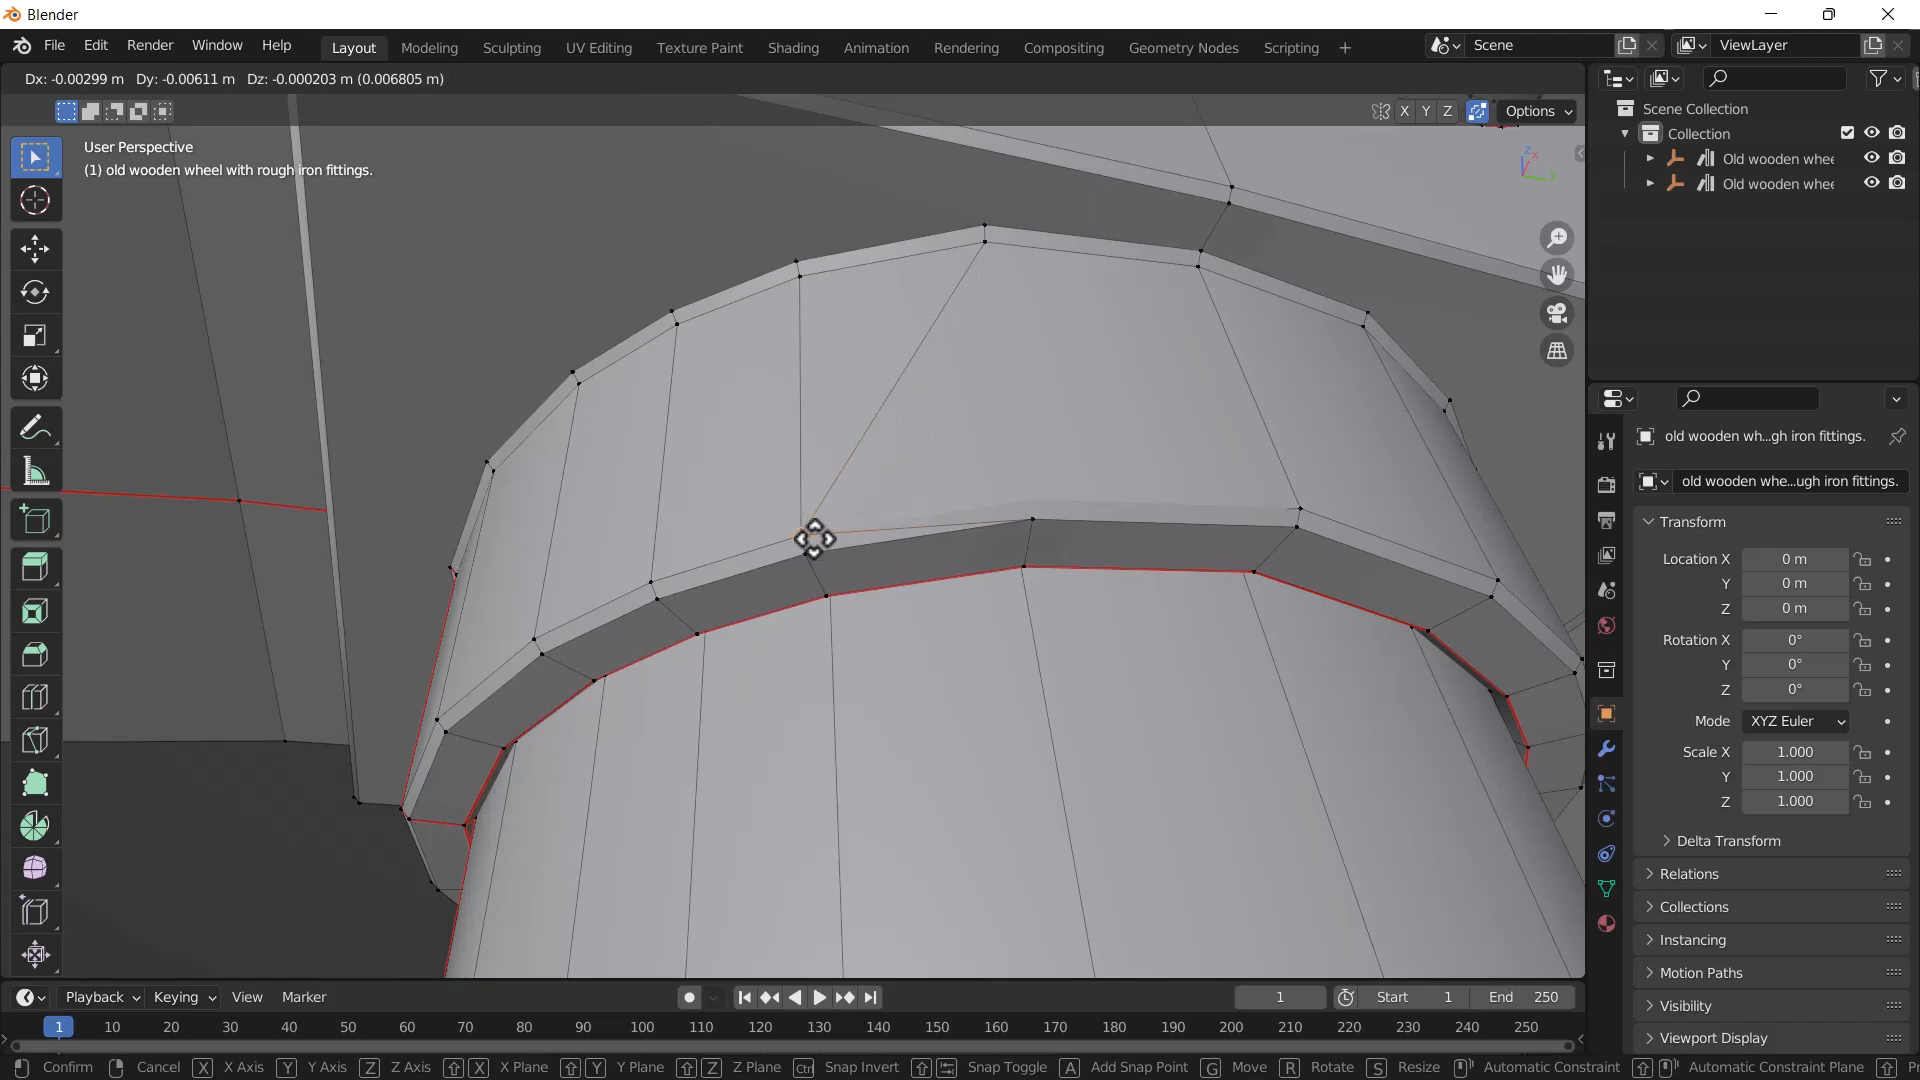 Blender
File Edit Render Window Help
Layout Modeling Sculpting UV Editing Texture Paint Shading Animation Rendering Compositing Geometry Nodes Scripting +
Scene
ViewLayer
Dx: -0.00299 m Dy: -0.00611 m Dz: -0.000203 m (0.006805 m)
X Y Z Options
User Perspective
(1) old wooden wheel with rough iron fittings.
Scene Collection
Collection
Old wooden whee
Old wooden whee
old wooden wh...gh iron fittings.
old wooden whe...ugh iron fittings.
Transform
Location X 0 m
Y 0 m
Z 0 m
Rotation X 0°
Y 0°
Z 0°
Mode XYZ Euler
Scale X 1.000
Y 1.000
Z 1.000
Delta Transform
Relations
Collections
Instancing
Motion Paths
Visibility
Viewport Display
Playback Keying View Marker
1 Start 1 End 250
1 10 20 30 40 50 60 70 80 90 100 110 120 130 140 150 160 170 180 190 200 210 220 230 240 250
Confirm Cancel X X Axis Y Y Axis Z Z Axis X X Plane Y Y Plane Z Z Plane Ctrl Snap Invert Snap Toggle A Add Snap Point G Move R Rotate S Resize Automatic Constraint Automatic Constraint Plane